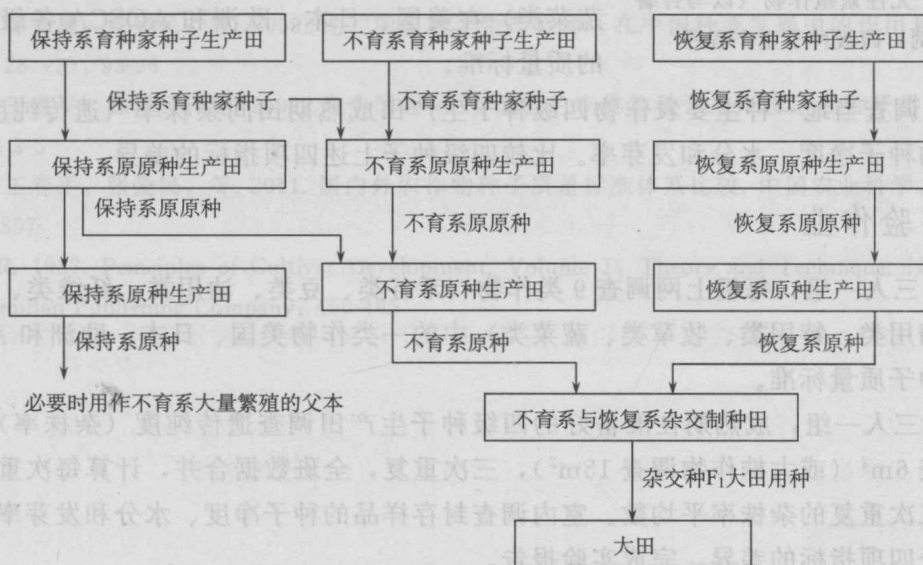 保持系育种家种子生产田 不育系育种家种子生产田 恢复系育种家种子生产田
保持系育种家种子 不育系育种家种子 恢复系育种家种子
保持系原原种生产田 不育系原原种生产田 恢复系原原种生产田
保持系原原种 不育系原原种 恢复系原原种
保持系原种生产田 不育系原种生产田 恢复系原种生产田
保持系原种 不育系原种 恢复系原种
必要时用作不育系大量繁殖的父本
不育系与恢复系杂交制种田
杂交种F₁大田用种
大田